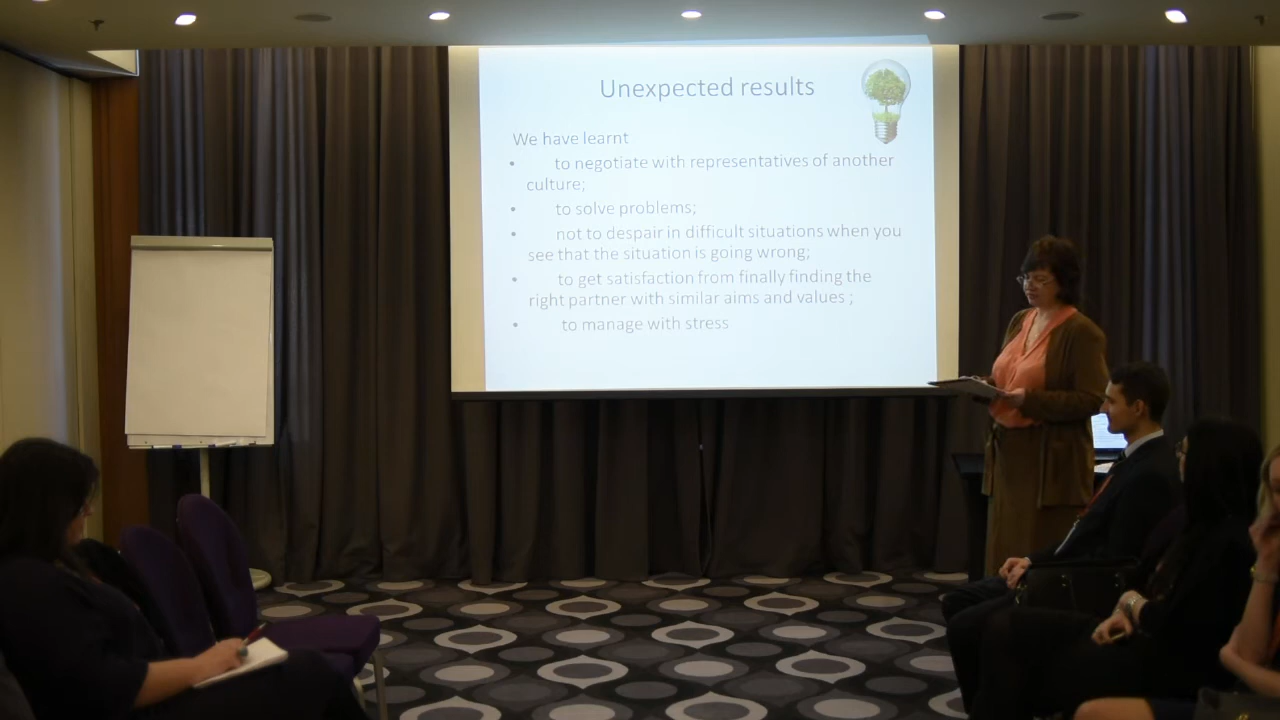 Unexpected results
We have learnt
• to negotiate with representatives of another
culture;
• to solve problems;
• not to despair in difficult situations when you
see that the situation is going wrong;
• to get satisfaction from finally finding the
right partner with similar aims and values ;
• to manage with stress